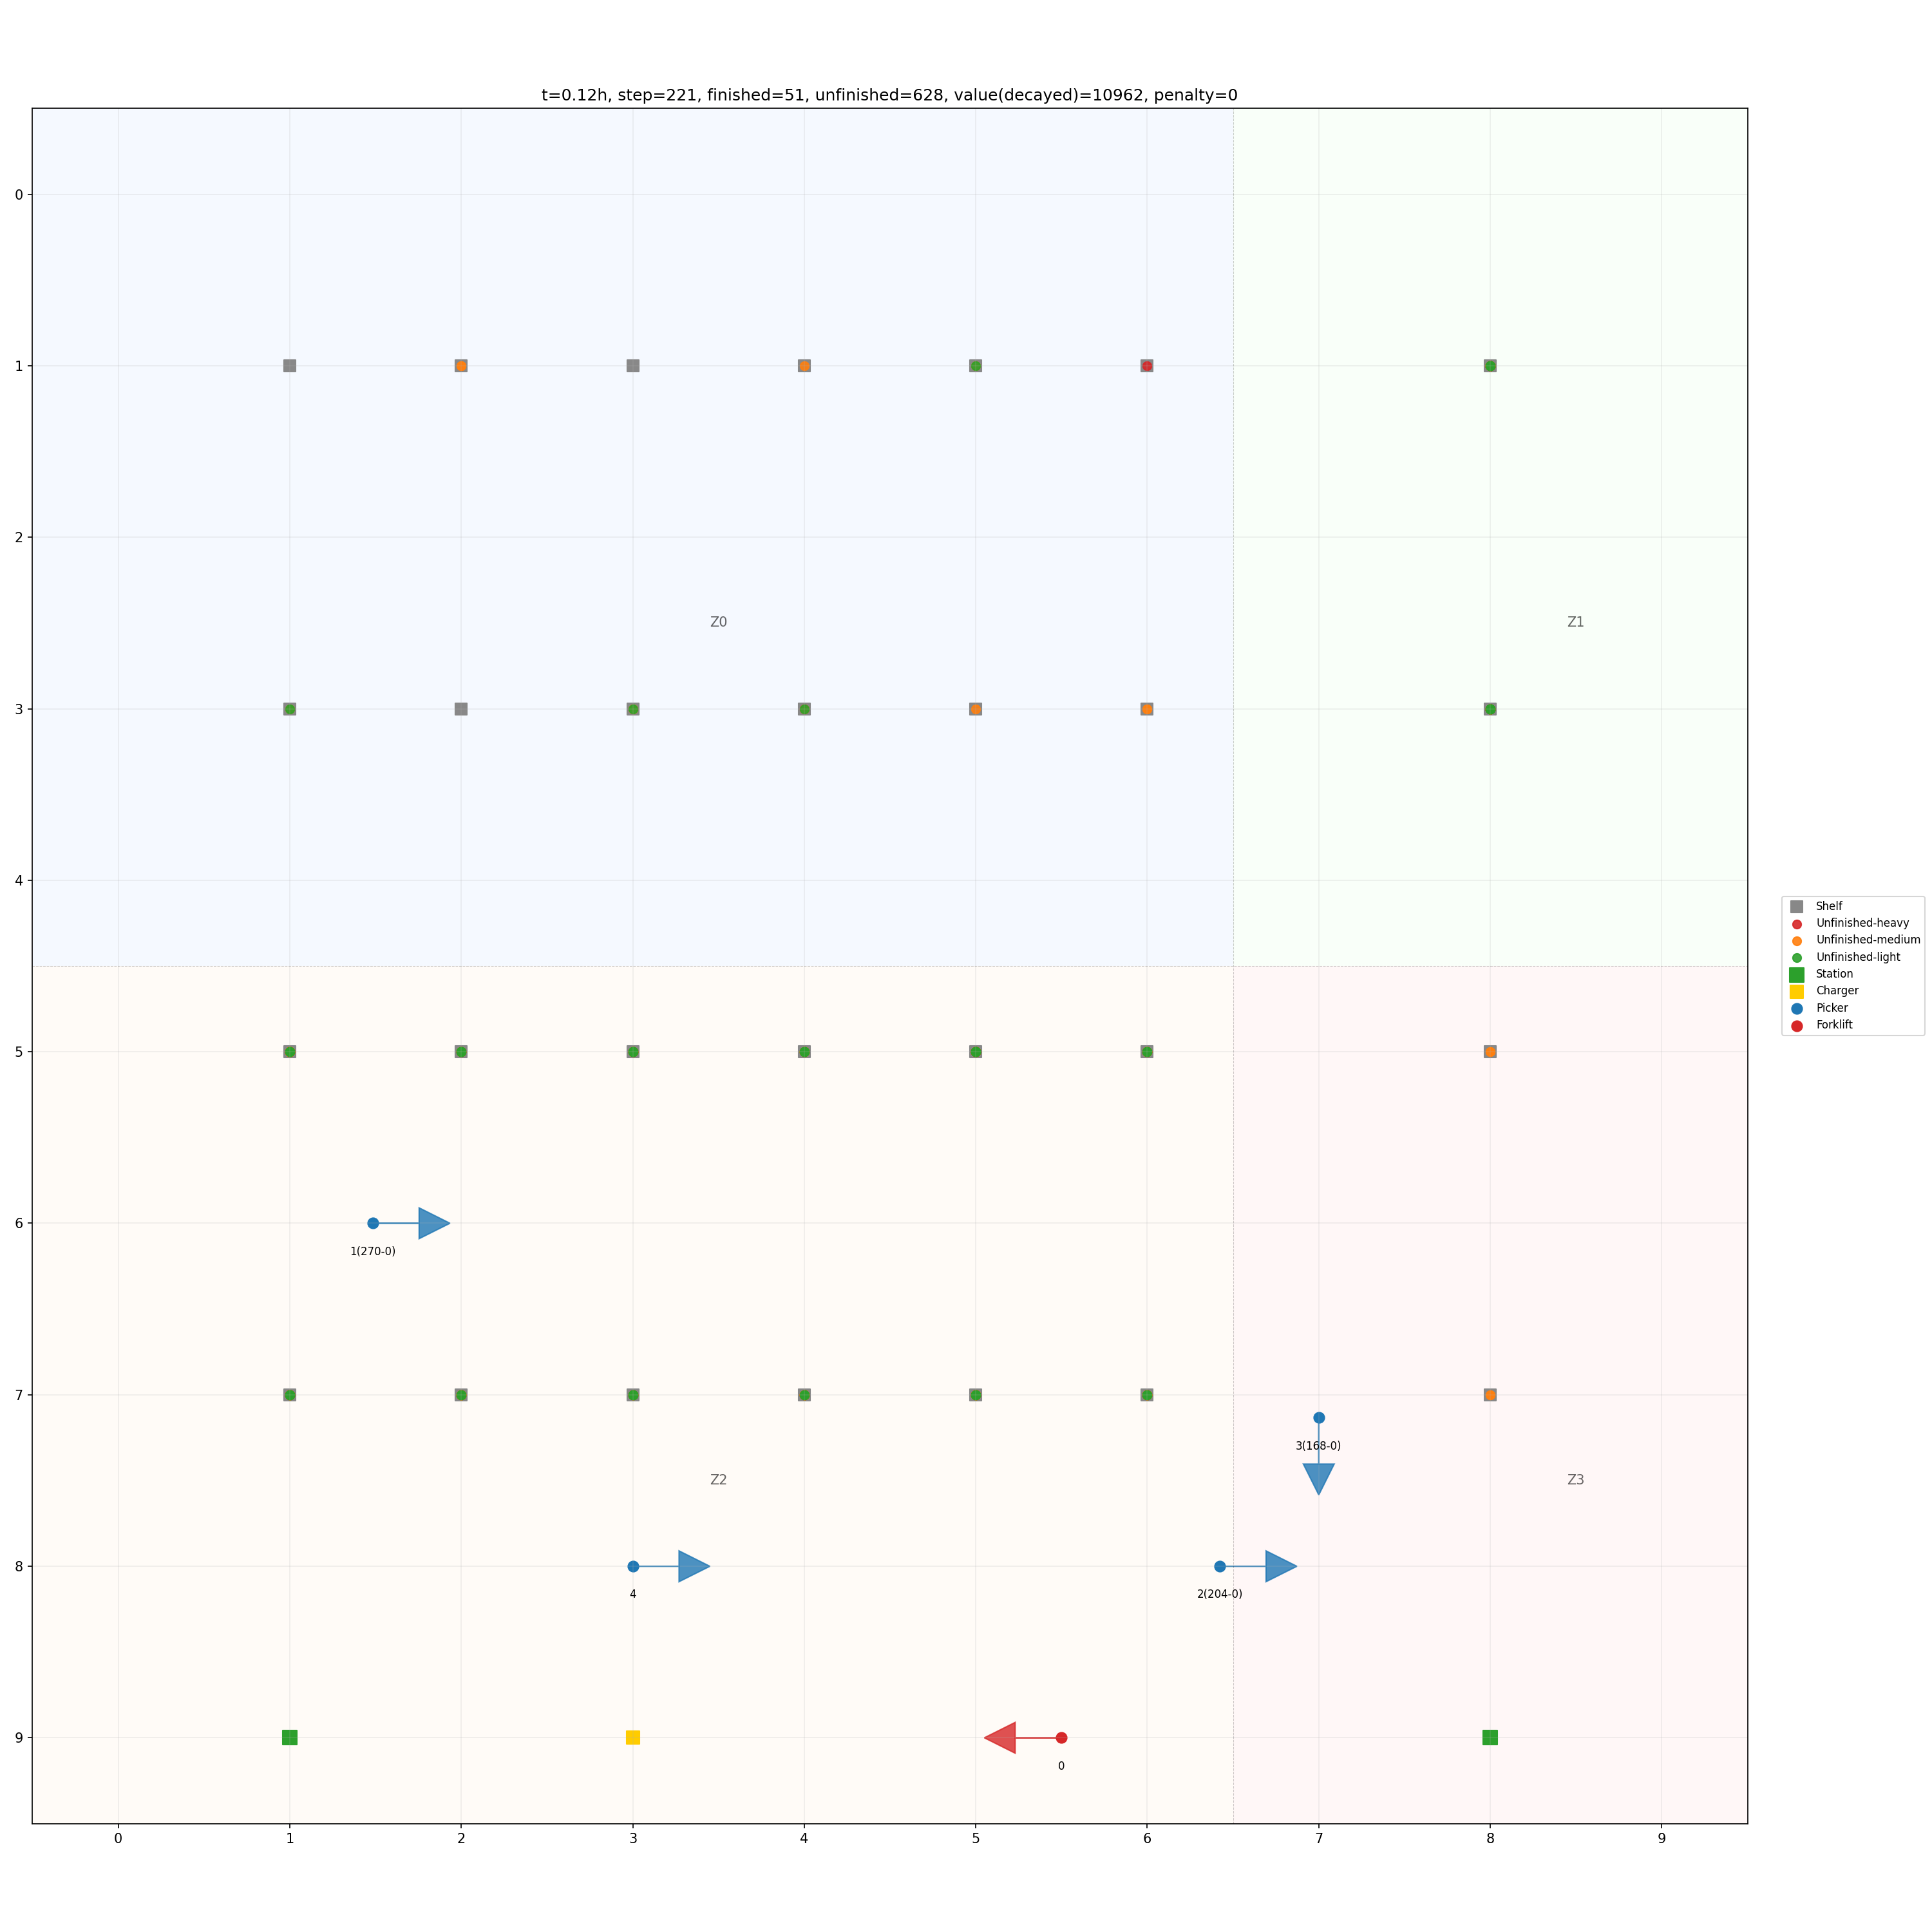 t=0.12h, step=221, finished=51, unfinished=628, value(decayed)=10962, penalty=0
0
1
2
Z0
Z1
3
4
Shelf
Unfinished-heavy
Unfinished-medium
Unfinished-light
Station
Charger
Picker
Forklift
5
6
1(270-0)
7
3(168-0)
Z2
Z3
8
4
2(204-0)
9
0
0 1 2 3 4 5 6 7 8 9